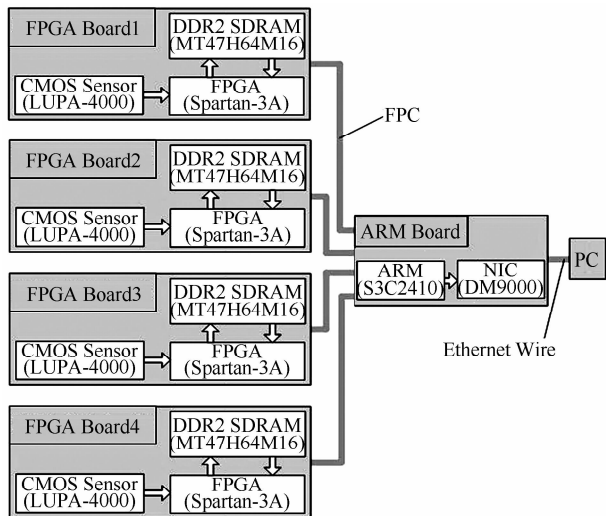 FPGA Board1
DDR2 SDRAM
(MT47H64M16)
CMOS Sensor
(LUPA-4000)
FPGA
(Spartan-3A)
FPC
FPGA Board2
DDR2 SDRAM
(MT47H64M16)
CMOS Sensor
(LUPA-4000)
FPGA
(Spartan-3A)
ARM Board
ARM
(S3C2410)
NIC
(DM9000)
PC
Ethernet Wire
FPGA Board3
DDR2 SDRAM
(MT47H64M16)
CMOS Sensor
(LUPA-4000)
FPGA
(Spartan-3A)
FPGA Board4
DDR2 SDRAM
(MT47H64M16)
CMOS Sensor
(LUPA-4000)
FPGA
(Spartan-3A)